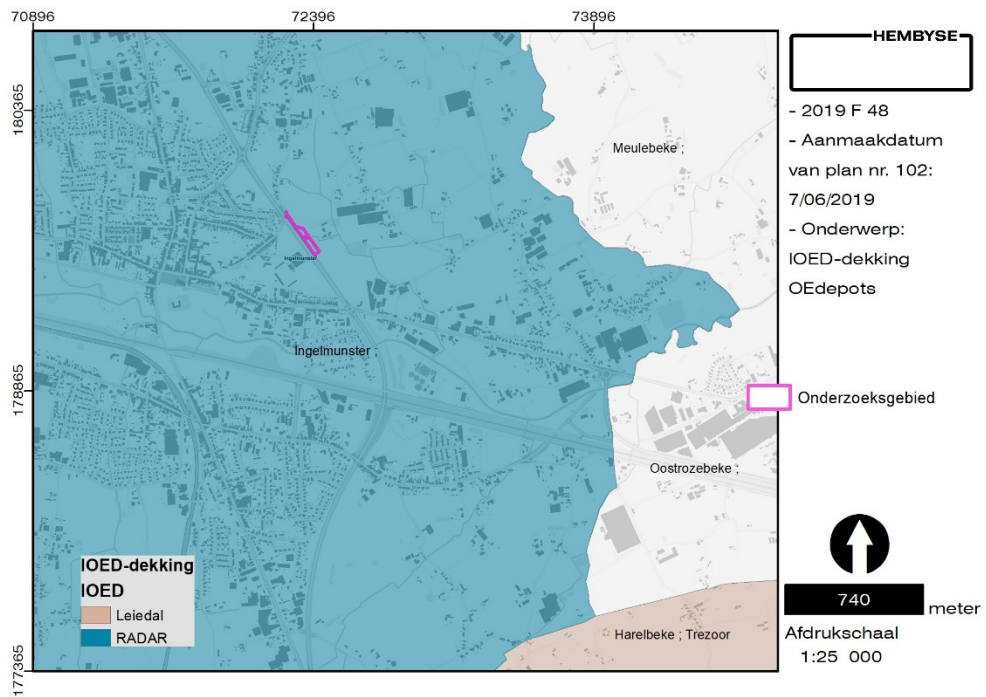 70896
72396
73896
180365
178865
177365
Meulebeke ;
Ingelmunster
Ingelmunster ;
Oostrozebeke ;
Harelbeke ; Trezoor
IOED-dekking
IOED
Leiedal
RADAR
HEMBYSE
- 2019 F 48
- Aanmaakdatum
van plan nr. 102:
7/06/2019
- Onderwerp:
IOED-dekking
OEdepots
Onderzoeksgebied
740
meter
Afdrukschaal
1:25 000